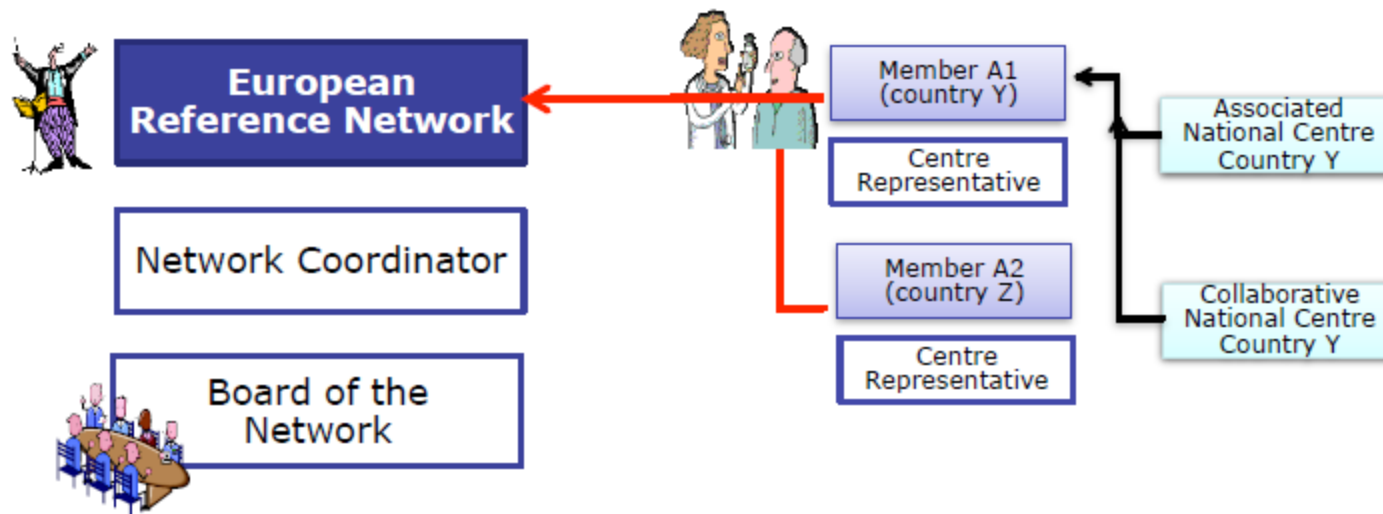 European
Reference Network
Network Coordinator
Board of the
Network
Member A1
(country Y)
Centre
Representative
Member A2
(country Z)
Centre
Representative
Associated
National Centre
Country Y
Collaborative
National Centre
Country Y